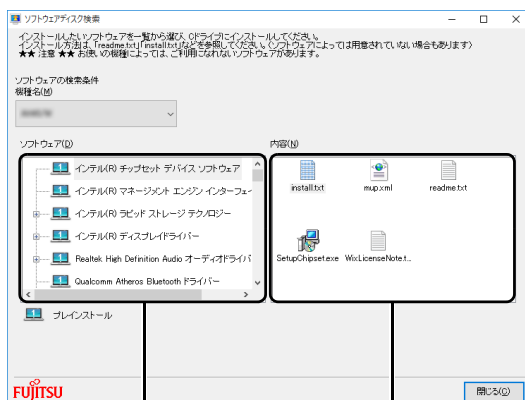 ソフトウェアディスク検索
インストールしたいソフトウェアを一覧から選び、Cドライブにインストールしてください。
インストール方法は、「readme.txt」「install.txt」などを参照してください。(ソフトウェアによっては用意されていない場合もあります)
★★ 注意 ★★ お使いの機種によっては、ご利用になれないソフトウェアがあります。
ソフトウェアの検索条件
機種名(M)
ソフトウェア(D)
内容(N)
インテル(R) チップセット デバイス ソフトウェア
インテル(R) マネージメント エンジン インターフェー
インテル(R) ラピッド ストレージ テクノロジー
インテル(R) ディスプレイドライバー
Realtek High Definition Audio オーディオドライバ
Qualcomm Atheros Bluetooth ドライバー
install.txt
mup.xml
readme.txt
SetupChipset.exe
WixLicenseNote.t...
プレインストール
FUJITSU
閉じる(C)